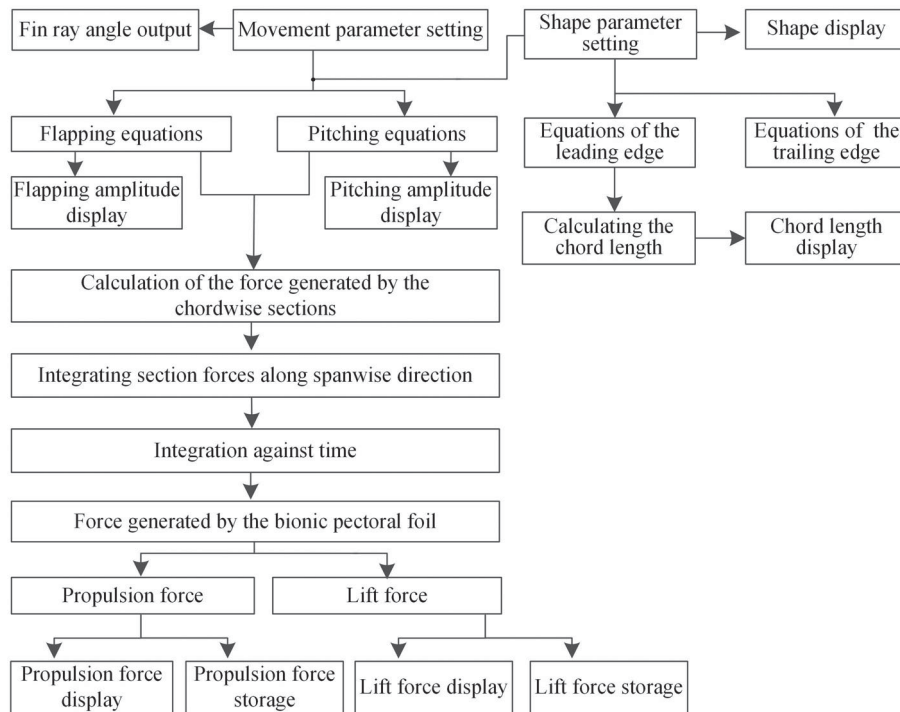 Fin ray angle output
Movement parameter setting
Shape parameter
setting
Shape display
Flapping equations
Pitching equations
Equations of the
leading edge
Equations of the
trailing edge
Flapping amplitude
display
Pitching amplitude
display
Calculating the
chord length
Chord length
display
Calculation of the force generated by the
chordwise sections
Integrating section forces along spanwise direction
Integration against time
Force generated by the bionic pectoral foil
Propulsion force
Lift force
Propulsion force
display
Propulsion force
storage
Lift force display
Lift force storage